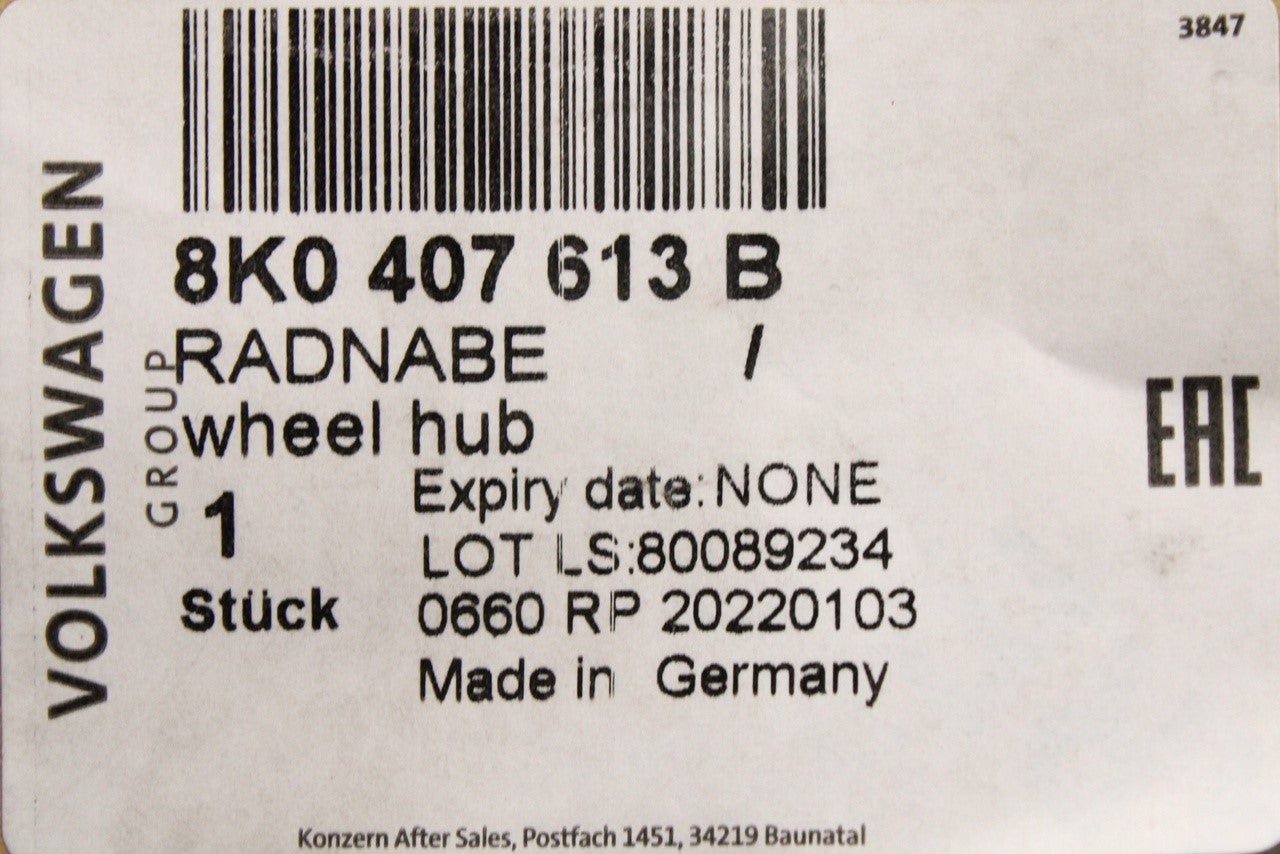 3847
8K0 407 613 B
RADNABE /
wheel hub
1
Stück
Expiry date:NONE
LOT LS:80089234
0660 RP 20220103
Made in Germany
VOLKSWAGEN
GROUP
EAC
Konzern After Sales, Postfach 1451, 34219 Baunatal